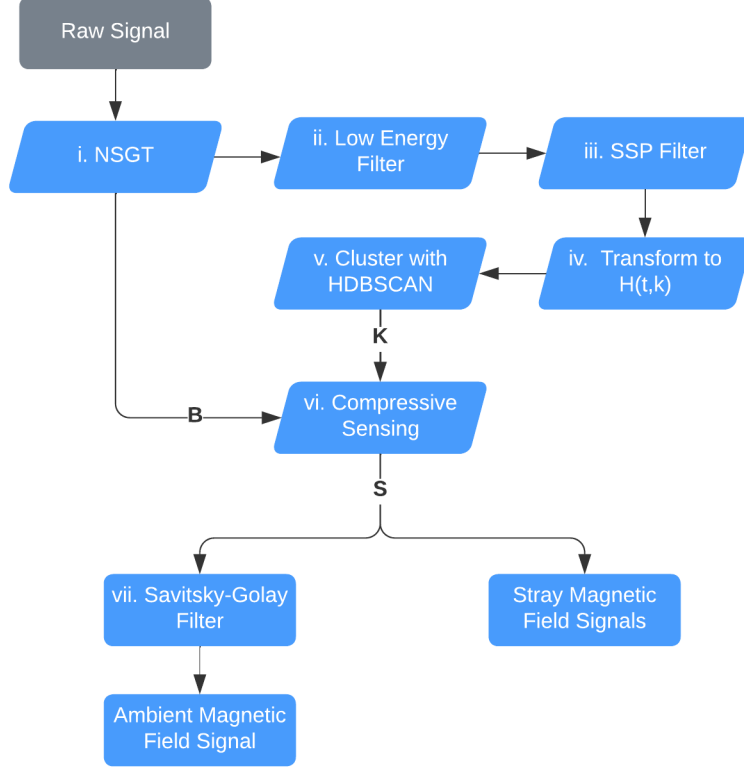 Raw Signal
i. NSGT
ii. Low Energy
Filter
iii. SSP Filter
iv. Transform to
H(t,k)
v. Cluster with
HDBSCAN
K
vi. Compressive
Sensing
B
S
vii. Savitsky-Golay
Filter
Stray Magnetic
Field Signals
Ambient Magnetic
Field Signal